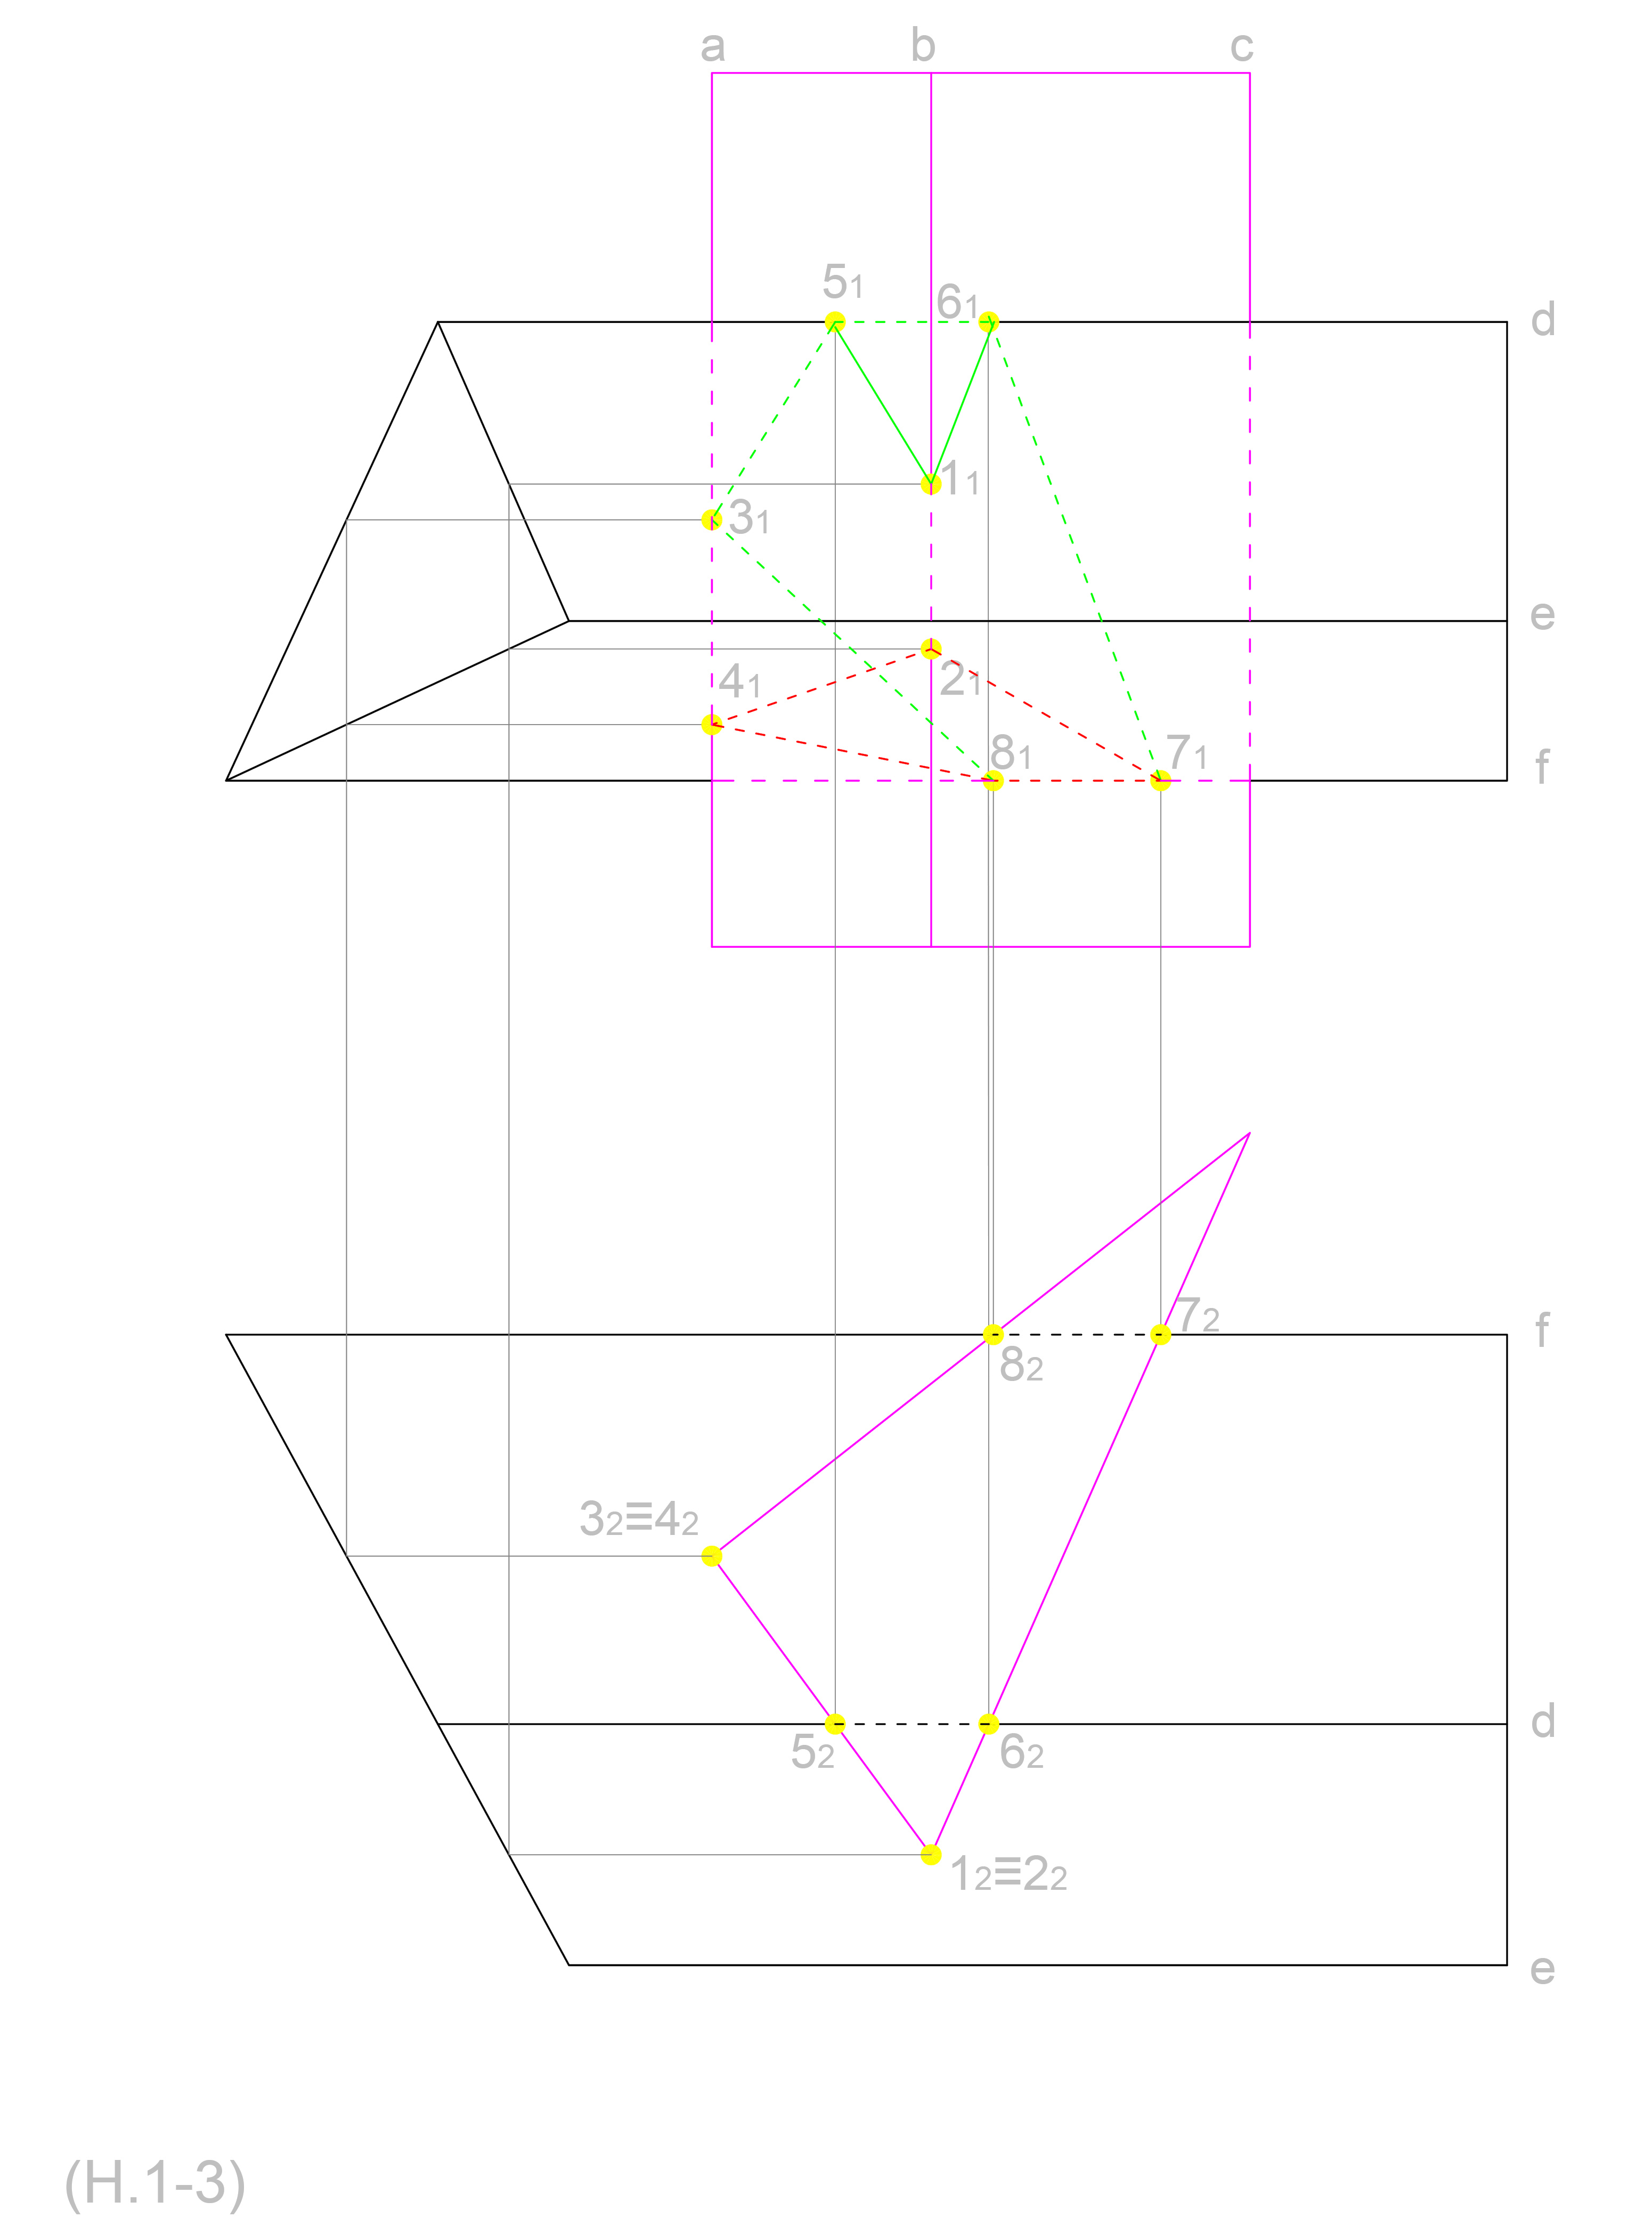 a b c
5₁
6₁
d
1₁
3₁
e
2₁
4₁
8₁ 7₁
f
7₂
f
8₂
3₂≡4₂
d
5₂ 6₂
1₂≡2₂
e
(H.1-3)